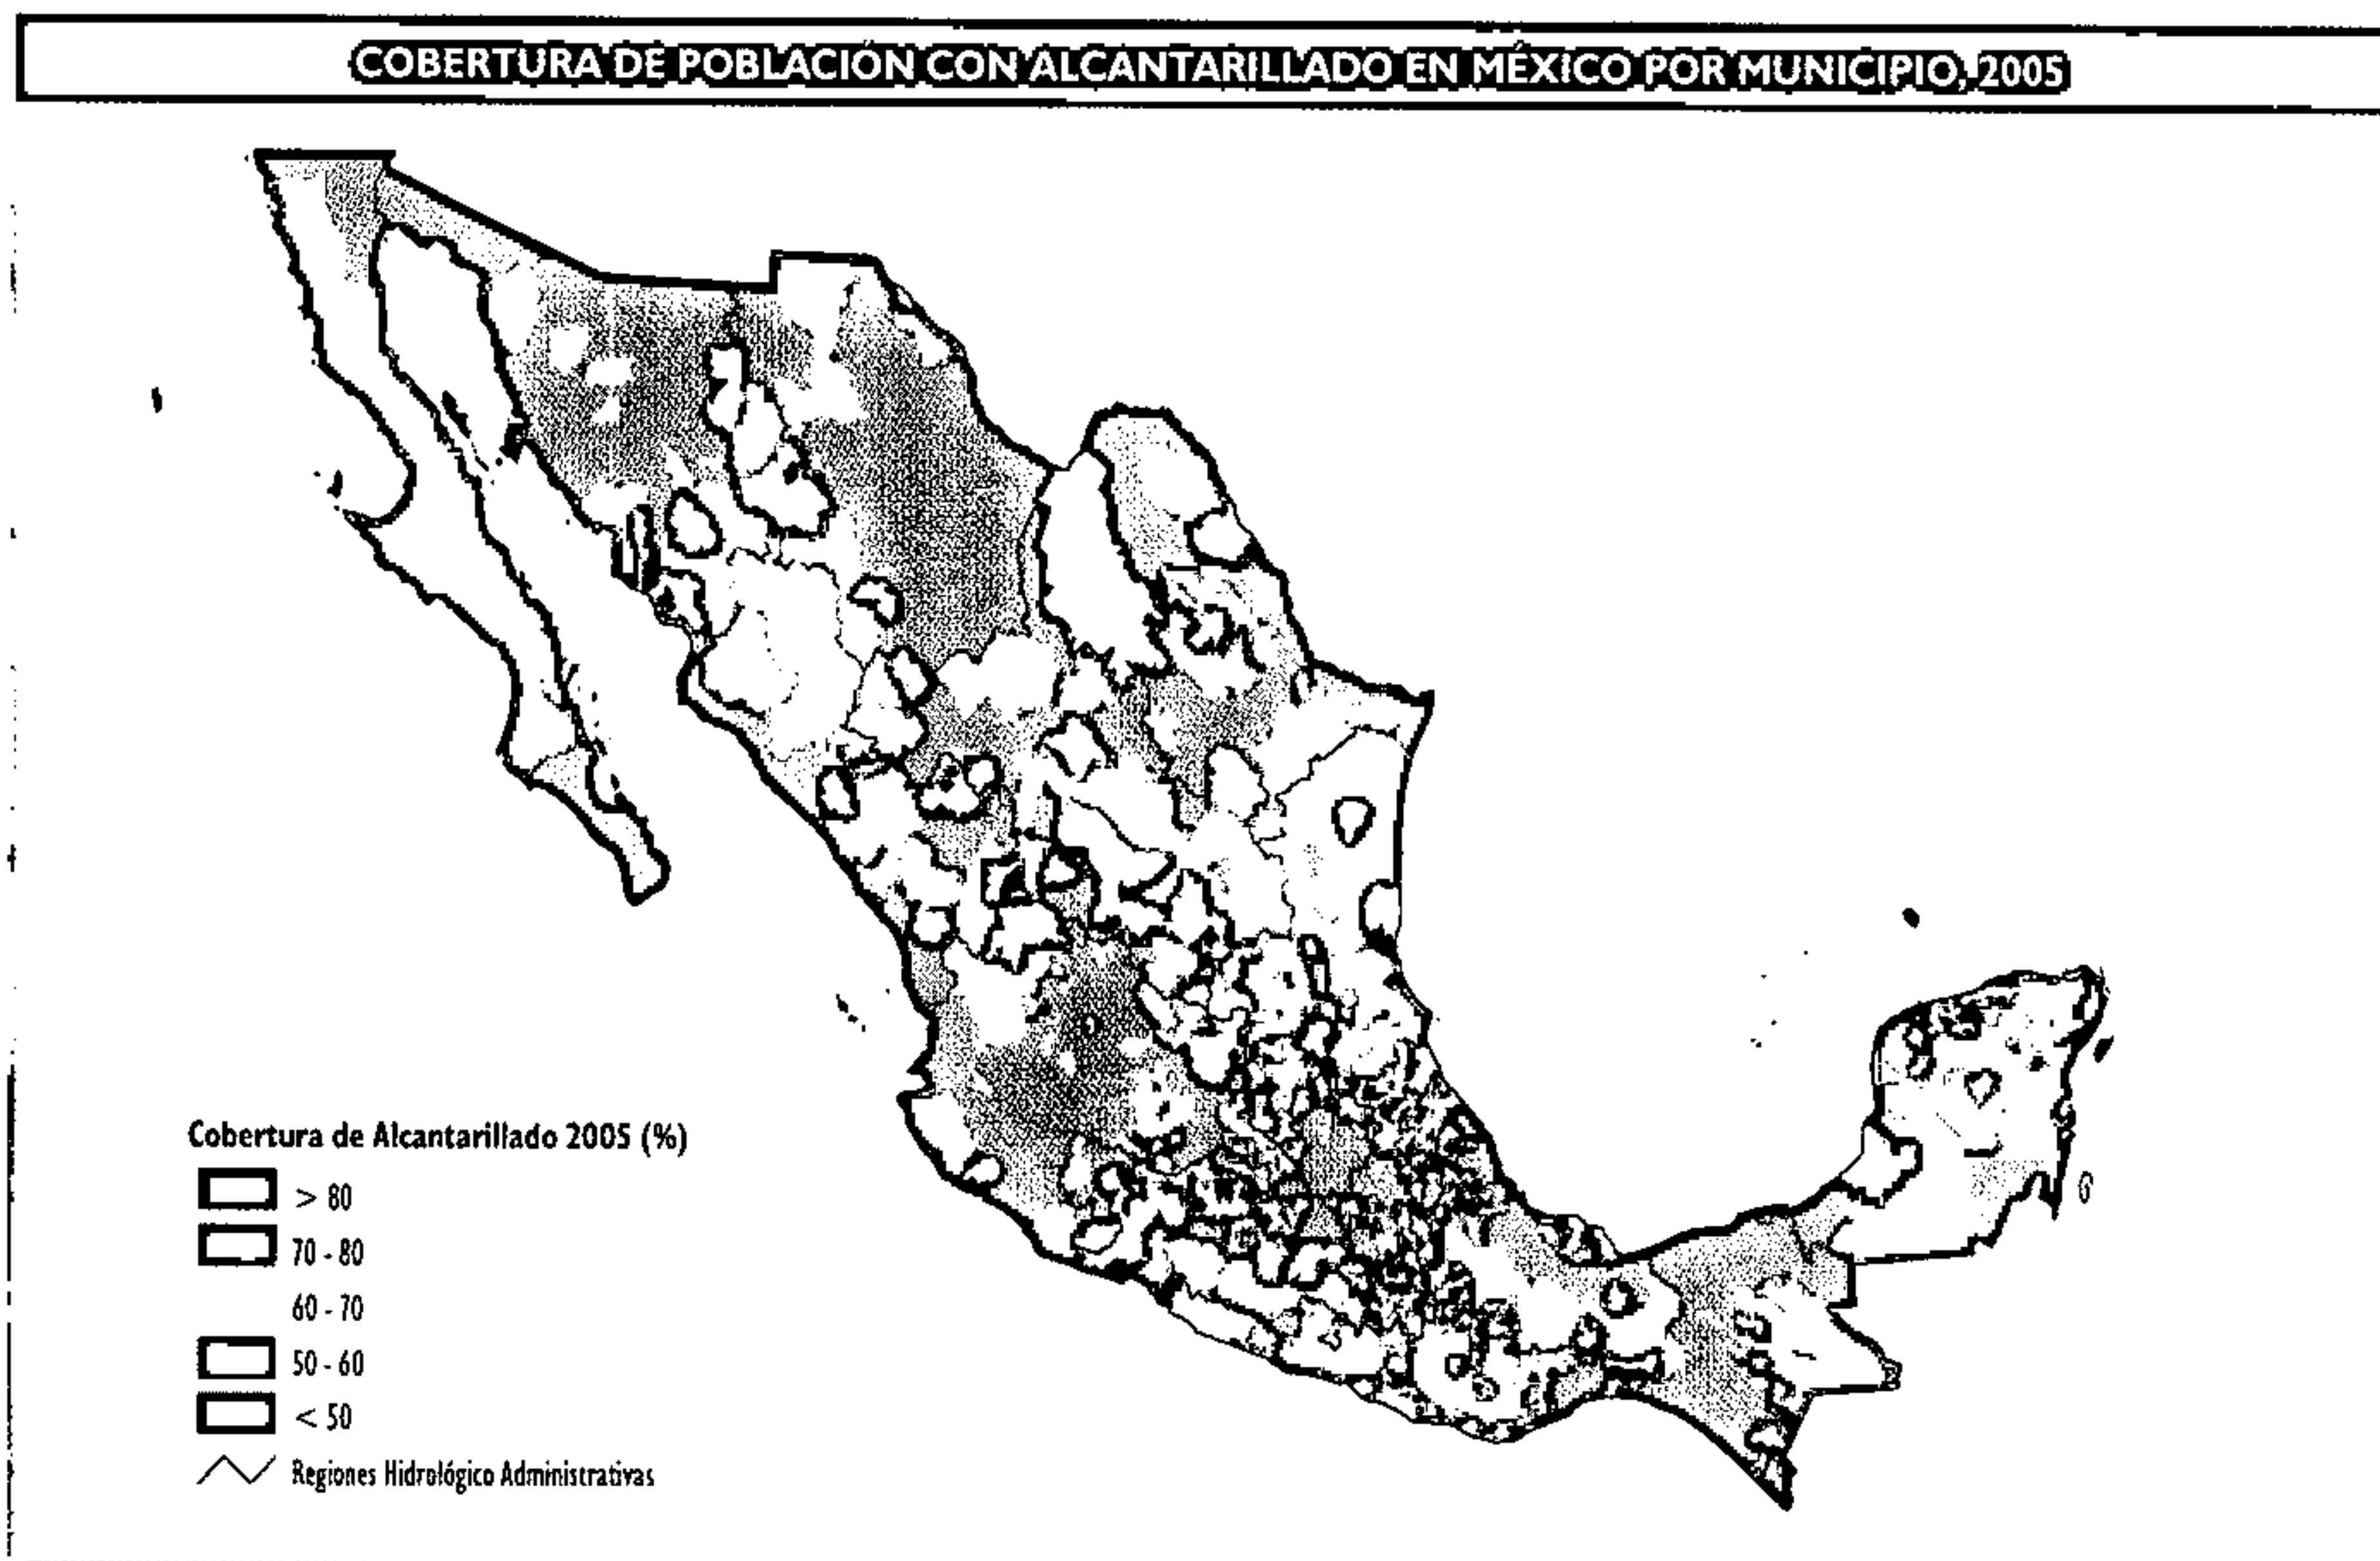 COBERTURA DE POBLACIÓN CON ALCANTARILLADO EN MÉXICO POR MUNICIPIO, 2005
Cobertura de Alcantarillado 2005 (%)
> 80
70 - 80
60 - 70
50 - 60
< 50
Regiones Hidrológico Administrativas